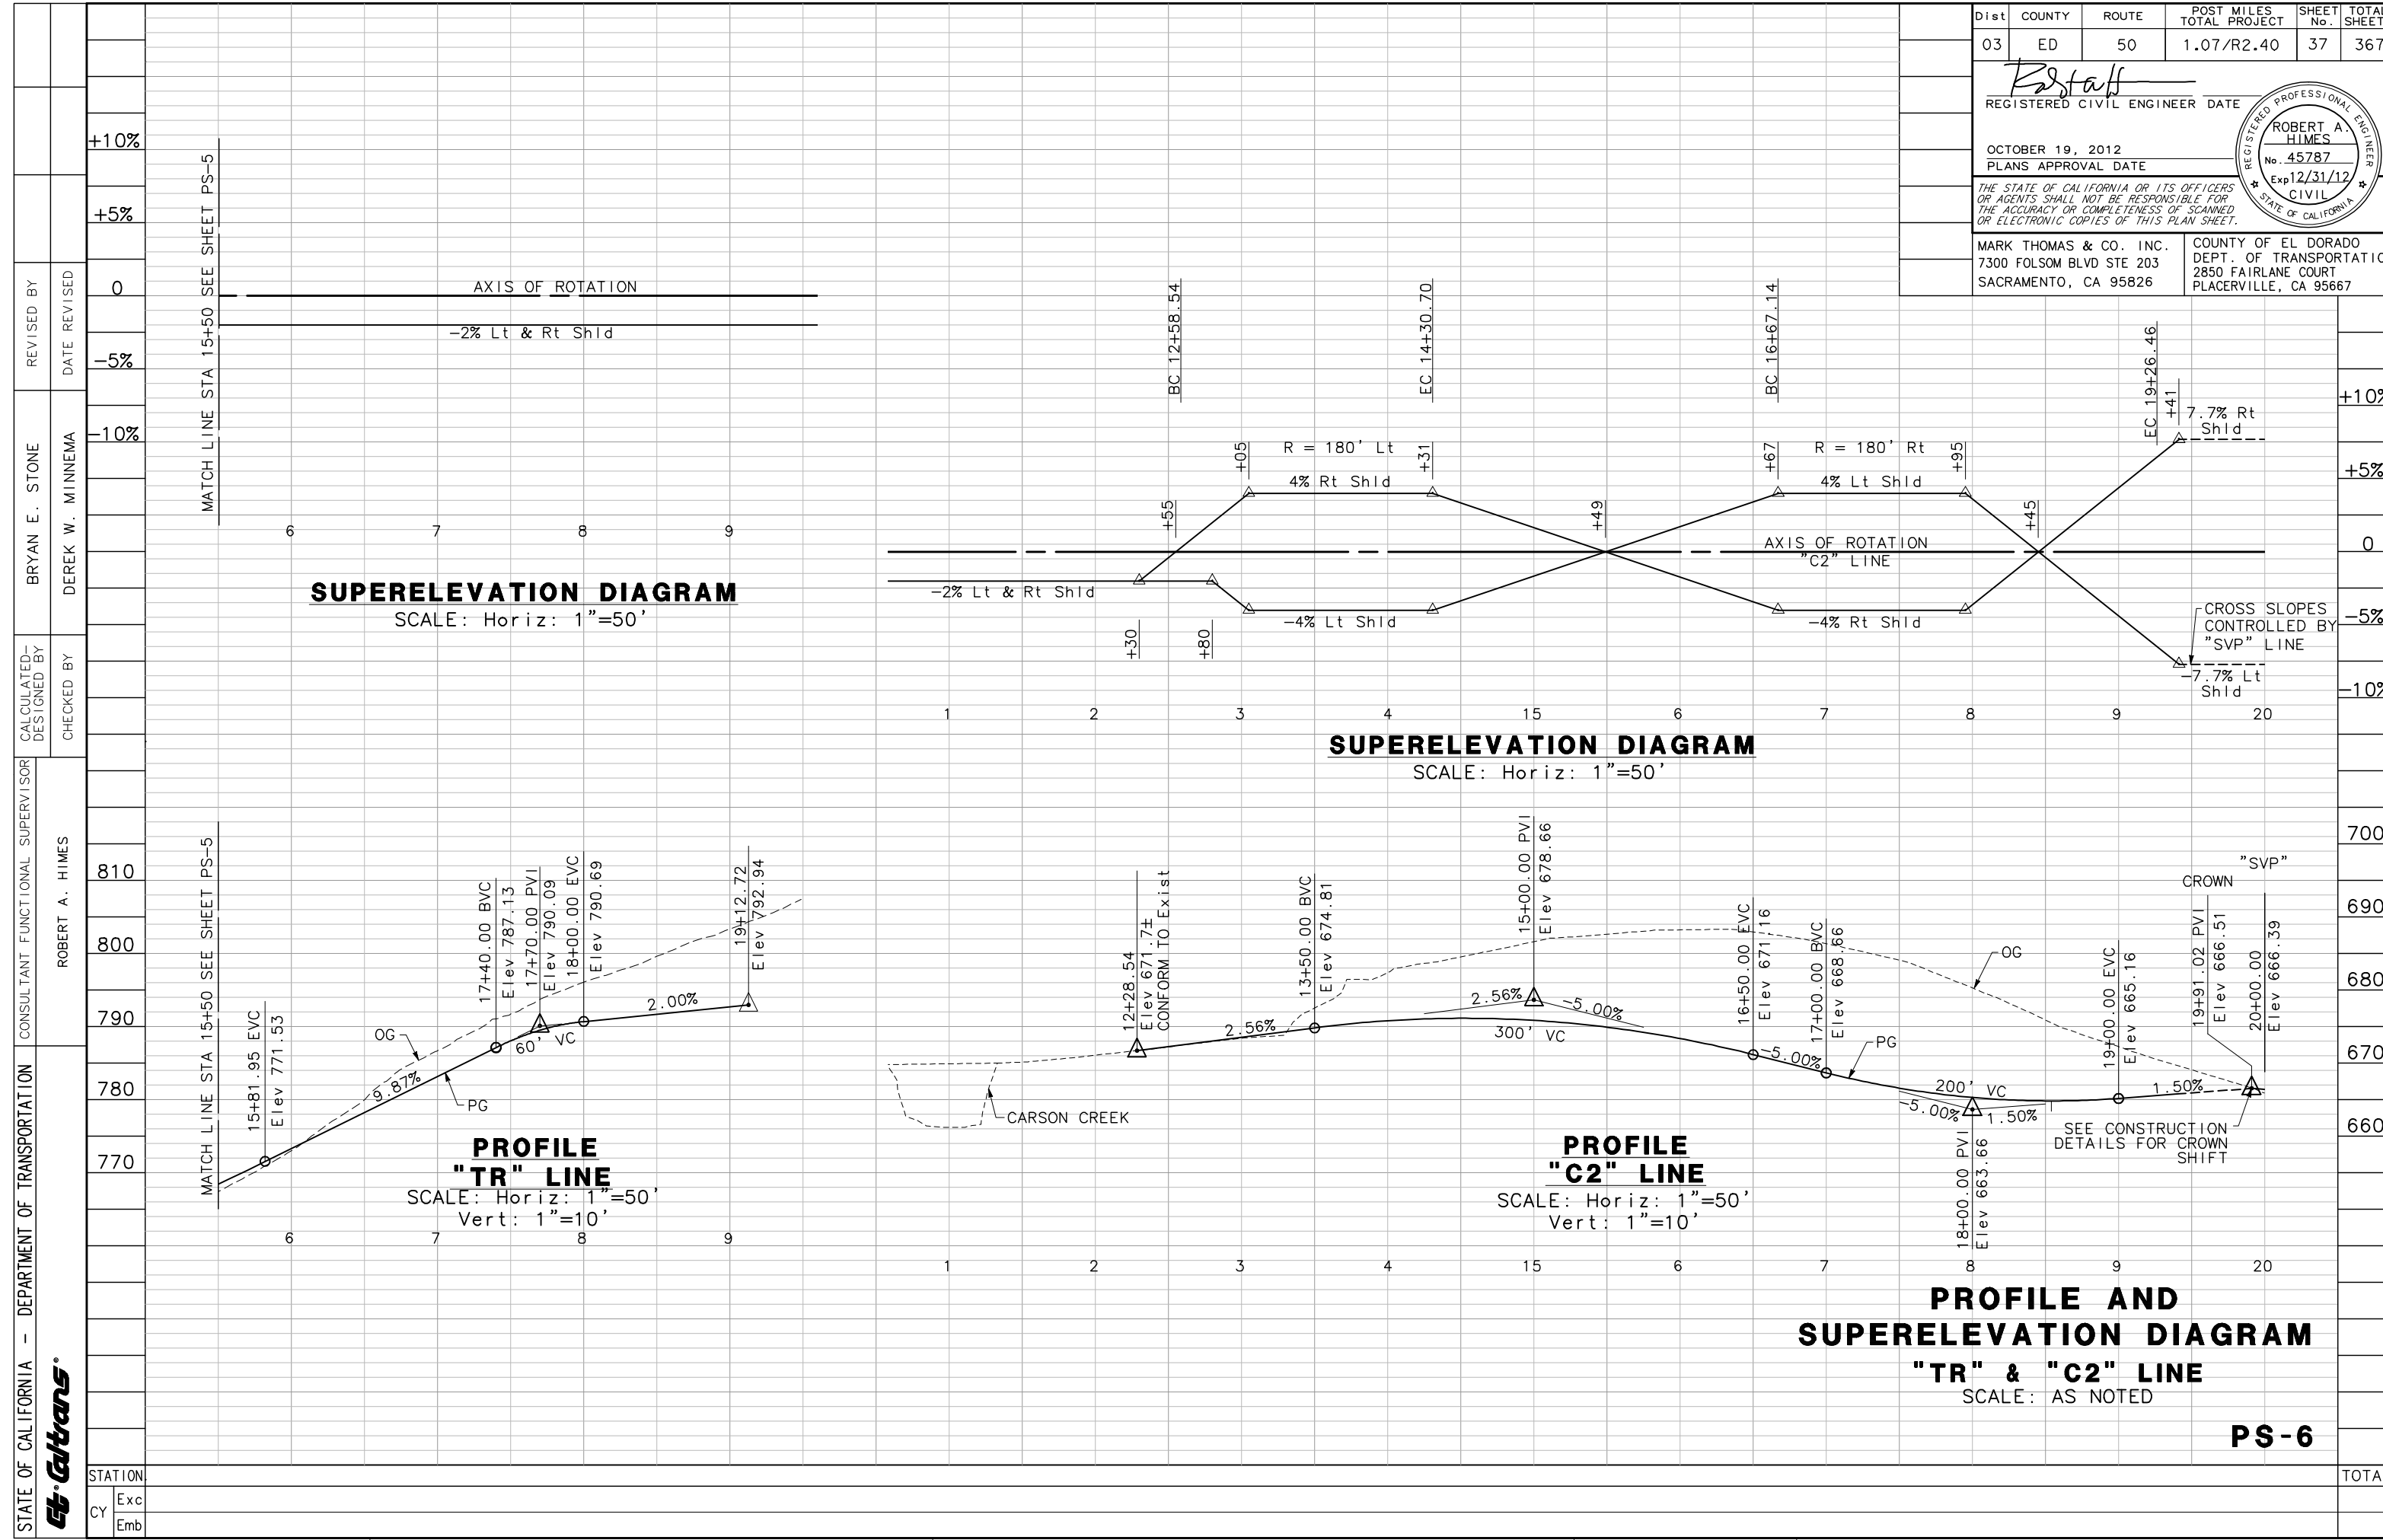 Dist COUNTY ROUTE POST MILES TOTAL PROJECT SHEET No. TOTAL SHEET
03 ED 50 1.07/R2.40 37 367
REGISTERED CIVIL ENGINEER DATE
OCTOBER 19, 2012
PLANS APPROVAL DATE
REGISTERED PROFESSIONAL ENGINEER
ROBERT A.
HIMES
No. 45787
Exp 12/31/12
CIVIL
STATE OF CALIFORNIA
THE STATE OF CALIFORNIA OR ITS OFFICERS
OR AGENTS SHALL NOT BE RESPONSIBLE FOR
THE ACCURACY OR COMPLETENESS OF SCANNED
OR ELECTRONIC COPIES OF THIS PLAN SHEET.
MARK THOMAS & CO. INC.
7300 FOLSOM BLVD STE 203
SACRAMENTO, CA 95826
COUNTY OF EL DORADO
DEPT. OF TRANSPORTATIO
2850 FAIRLANE COURT
PLACERVILLE, CA 95667
REVISED BY
DATE REVISED
BRYAN E. STONE
DEREK W. MINNEMA
CALCULATED-
DESIGNED BY
CHECKED BY
CONSULTANT FUNCTIONAL SUPERVISOR
ROBERT A. HIMES
STATE OF CALIFORNIA - DEPARTMENT OF TRANSPORTATION
Caltrans
+10%
+5%
0
-5%
-10%
MATCH LINE STA 15+50 SEE SHEET PS-5
AXIS OF ROTATION
-2% Lt & Rt Shld
6 7 8 9
SUPERELEVATION DIAGRAM
SCALE: Horiz: 1"=50'
BC 12+58.54
EC 14+30.70
BC 16+67.14
EC 19+26.46
+41
7.7% Rt
Shld
+10%
+5%
0
-5%
-10%
+55
+05
R = 180' Lt
+31
4% Rt Shld
+49
+67
R = 180' Rt
+95
4% Lt Shld
+45
AXIS OF ROTATION
"C2" LINE
-2% Lt & Rt Shld
-4% Lt Shld
-4% Rt Shld
+30
+80
CROSS SLOPES
CONTROLLED BY
"SVP" LINE
-7.7% Lt
Shld
1 2 3 4 15 6 7 8 9 20
SUPERELEVATION DIAGRAM
SCALE: Horiz: 1"=50'
810
800
790
780
770
MATCH LINE STA 15+50 SEE SHEET PS-5
15+81.95 EVC
Elev 771.53
OG
9.87%
PG
17+40.00 BVC
Elev 787.13
17+70.00 PVI
Elev 790.09
18+00.00 EVC
Elev 790.69
60' VC
2.00%
19+12.72
Elev 792.94
PROFILE
"TR" LINE
SCALE: Horiz: 1"=50'
Vert: 1"=10'
6 7 8 9
CARSON CREEK
12+28.54
Elev 671.7±
CONFORM TO Exist
2.56%
13+50.00 BVC
Elev 674.81
2.56%
15+00.00 PVI
Elev 678.66
-5.00%
300' VC
16+50.00 EVC
Elev 671.16
-5.00%
17+00.00 BVC
Elev 668.66
PG
OG
200' VC
-5.00%
1.50%
18+00.00 PVI
Elev 663.66
19+00.00 EVC
Elev 665.16
1.50%
CROWN
19+91.02 PVI
Elev 666.51
"SVP"
20+00.00
Elev 666.39
SEE CONSTRUCTION
DETAILS FOR CROWN
SHIFT
700
690
680
670
660
PROFILE
"C2" LINE
SCALE: Horiz: 1"=50'
Vert: 1"=10'
1 2 3 4 15 6 7 8 9 20
PROFILE AND
SUPERELEVATION DIAGRAM
"TR" & "C2" LINE
SCALE: AS NOTED
PS-6
STATION
TOTA
CY
Exc
Emb